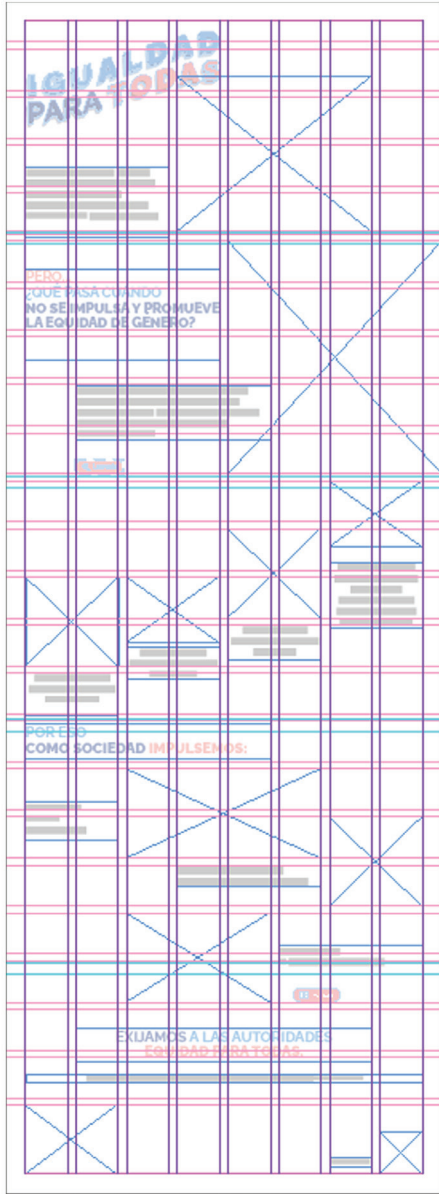 IGUALDAD
PARA TODAS
PERO,
¿QUÉ PASA CUANDO
NO SE IMPULSA Y PROMUEVE
LA EQUIDAD DE GÉNERO?
POR ESO
COMO SOCIEDAD IMPULSEMOS:
EXIJAMOS A LAS AUTORIDADES
EQUIDAD PARA TODAS.